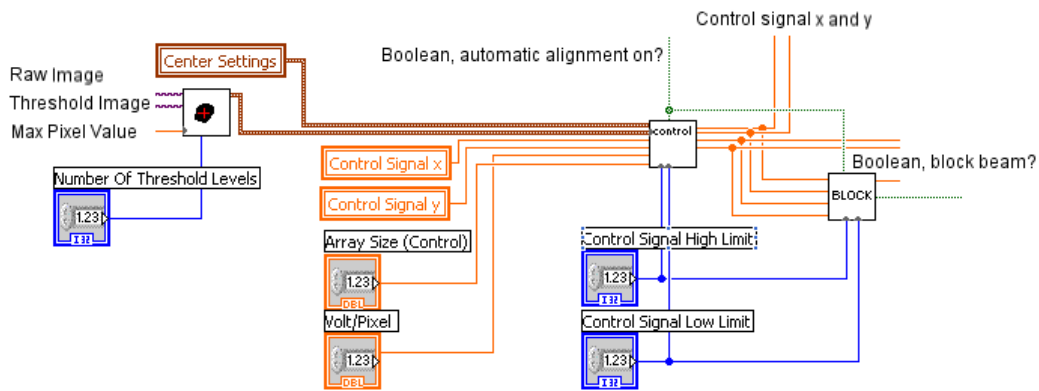 Control signal x and y
Boolean, automatic alignment on?
Center Settings
Raw Image
Threshold Image
Max Pixel Value
control
Control Signal x
Boolean, block beam?
Number Of Threshold Levels
Control Signal y
BLOCK
1.23
I32
Array Size (Control)
Control Signal High Limit
1.23
DBL
1.23
I32
Volt/Pixel
Control Signal Low Limit
1.23
DBL
1.23
I32